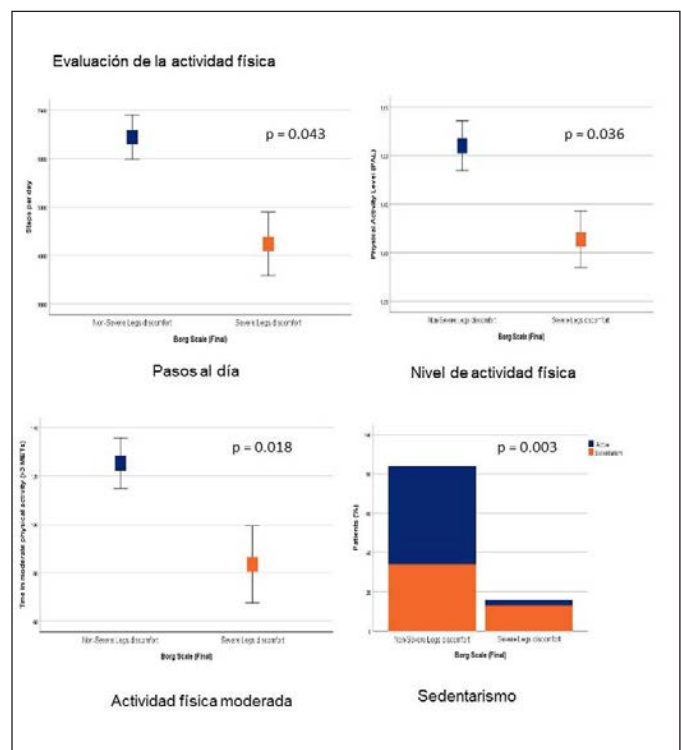 Evaluación de la actividad física
p = 0.043
Steps per day
Non-Severe Legs discomfort
Severe Legs discomfort
Borg Scale (Final)
Pasos al día
p = 0.036
Physical Activity Level (PAL)
Non-Severe Legs discomfort
Severe Legs discomfort
Borg Scale (Final)
Nivel de actividad física
p = 0.018
Time in moderate physical activity (>3 METs)
Non-Severe Legs discomfort
Severe Legs discomfort
Borg Scale (Final)
Actividad física moderada
p = 0.003
Active
Sedentarism
Patients (%)
Non-Severe Legs discomfort
Severe Legs discomfort
Borg Scale (Final)
Sedentarismo